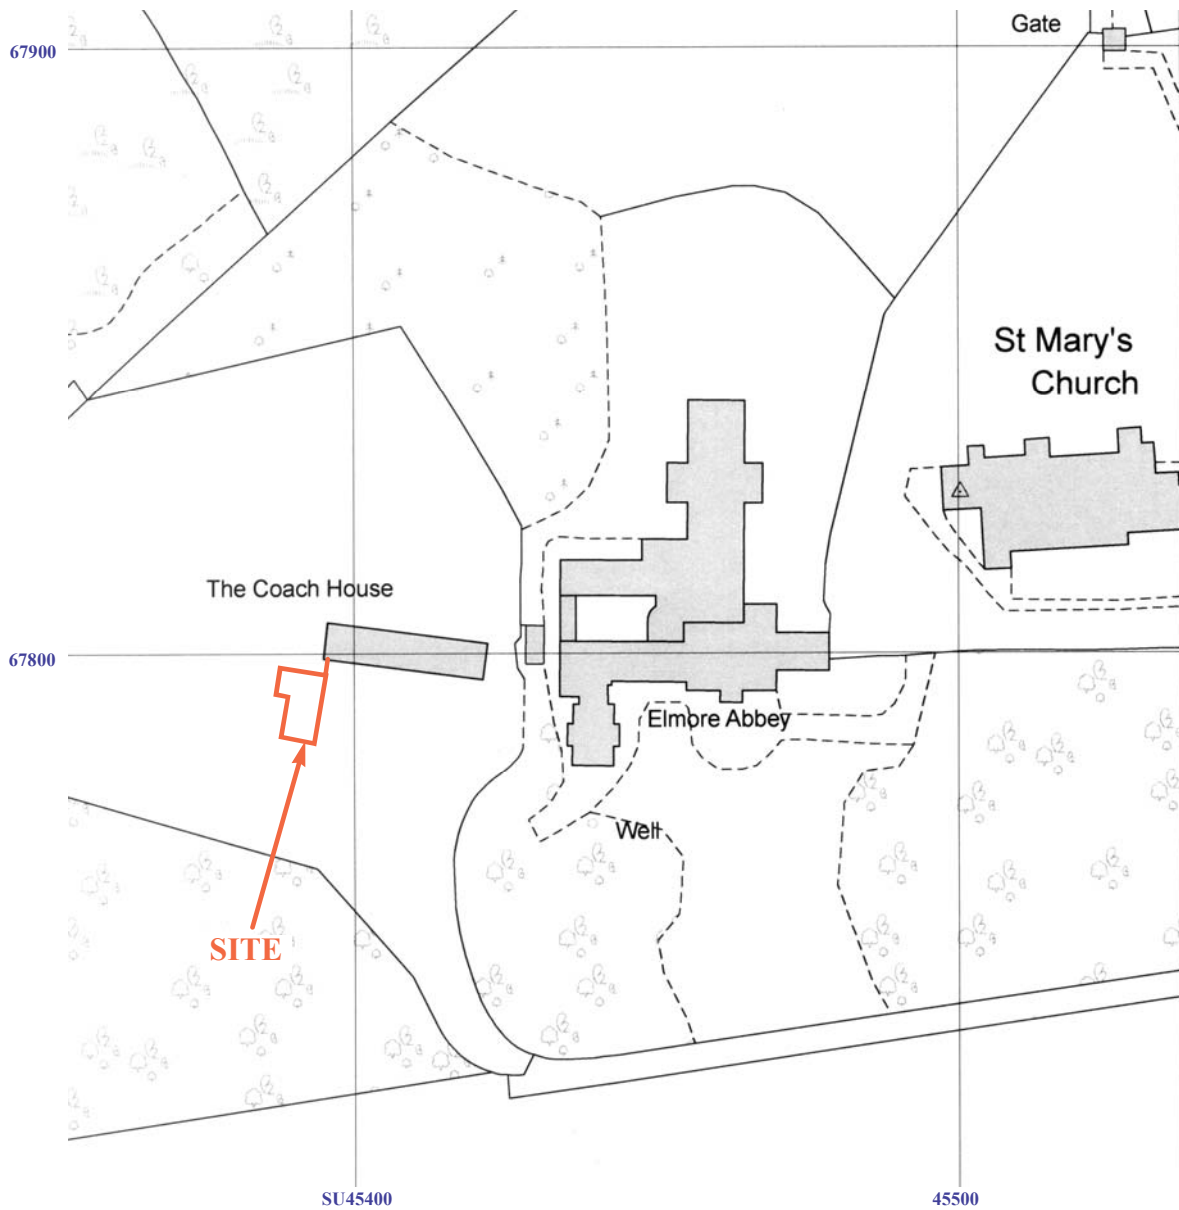 67900
Gate
St Mary's
Church
The Coach House
67800
Elmore Abbey
Well
SITE
SU45400
45500